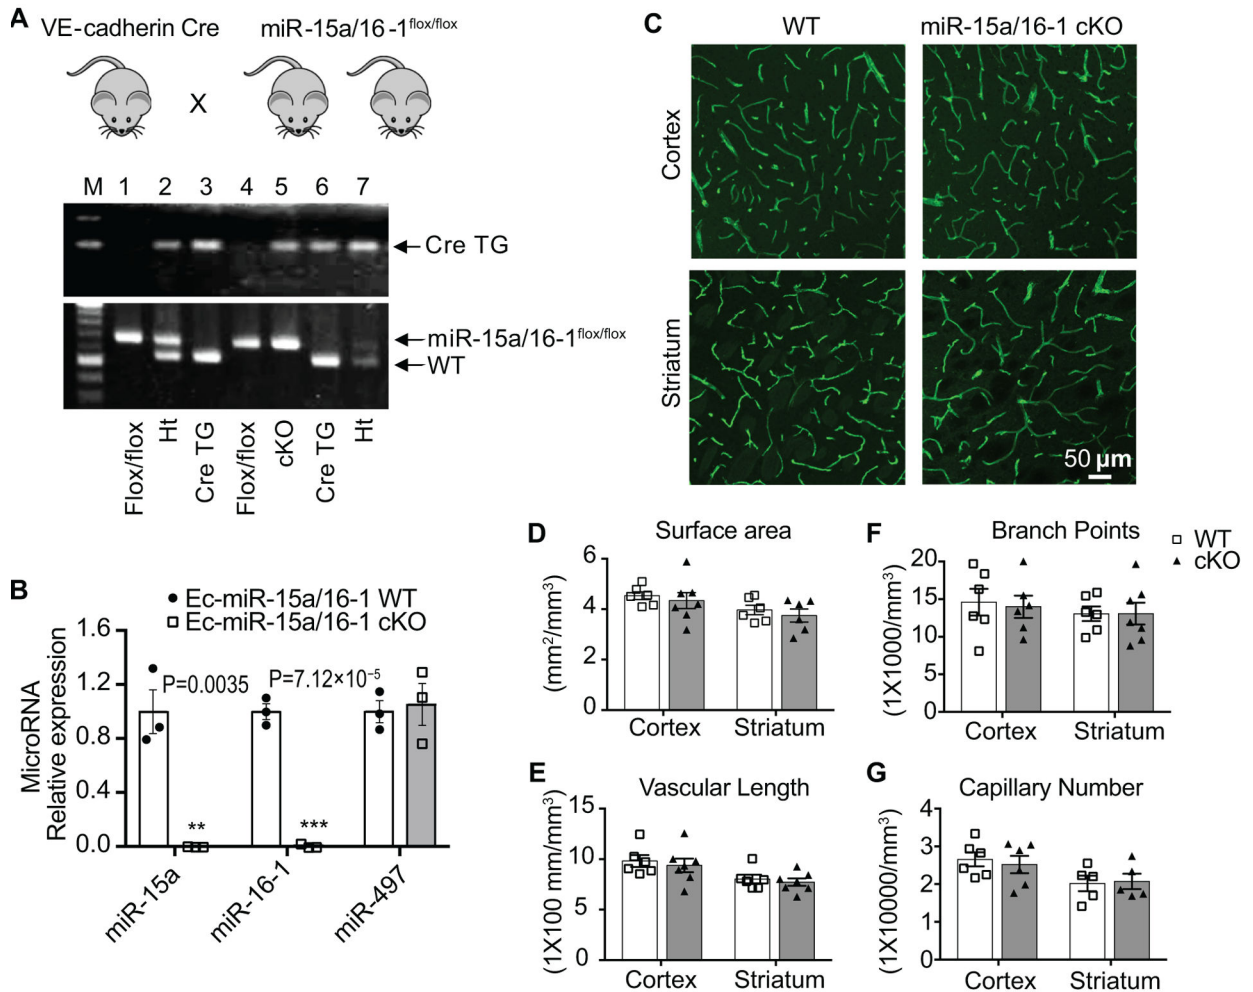 A
VE-cadherin Cre
miR-15a/16-1flox/flox
X
M 1 2 3 4 5 6 7
Cre TG
miR-15a/16-1flox/flox
WT
Flox/flox
Ht
Cre TG
Flox/flox
cKO
Cre TG
Ht
B
Ec-miR-15a/16-1 WT
Ec-miR-15a/16-1 cKO
MicroRNA
Relative expression
1.6
1.2
0.8
0.4
0.0
P=0.0035
P=7.12×10⁻⁵
**
***
miR-15a
miR-16-1
miR-497
C
WT
miR-15a/16-1 cKO
Cortex
Striatum
50 µm
D
Surface area
(mm²/mm³)
6
4
2
0
Cortex
Striatum
E
Vascular Length
(1X100 mm/mm³)
15
10
5
0
Cortex
Striatum
F
Branch Points
WT
cKO
(1X1000/mm³)
20
15
10
5
0
Cortex
Striatum
G
Capillary Number
(1X10000/mm³)
4
3
2
1
0
Cortex
Striatum